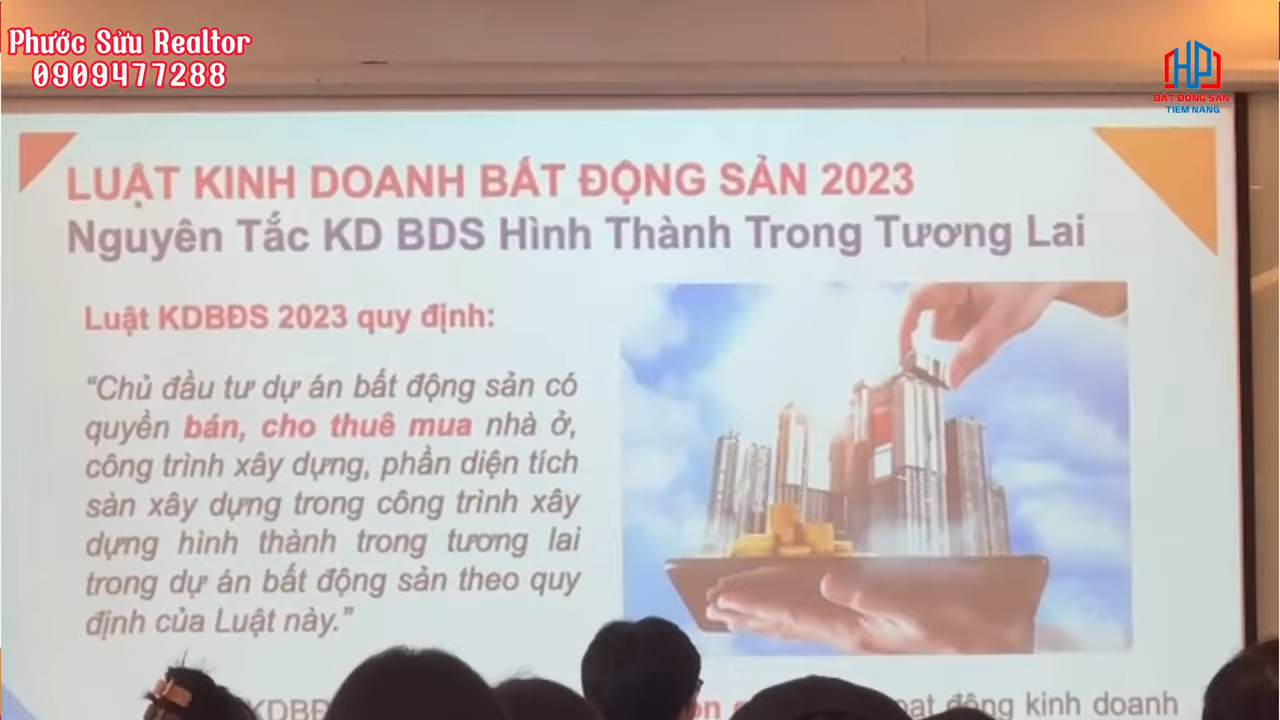 Phước Sửu Realtor
0909477288
HP
BẤT ĐỘNG SẢN
TIỀM NĂNG
LUẬT KINH DOANH BẤT ĐỘNG SẢN 2023
Nguyên Tắc KD BDS Hình Thành Trong Tương Lai
Luật KDBĐS 2023 quy định:
“Chủ đầu tư dự án bất động sản có
quyền bán, cho thuê mua nhà ở,
công trình xây dựng, phần diện tích
sàn xây dựng trong công trình xây
dựng hình thành trong tương lai
trong dự án bất động sản theo quy
định của Luật này.”
động kinh doanh